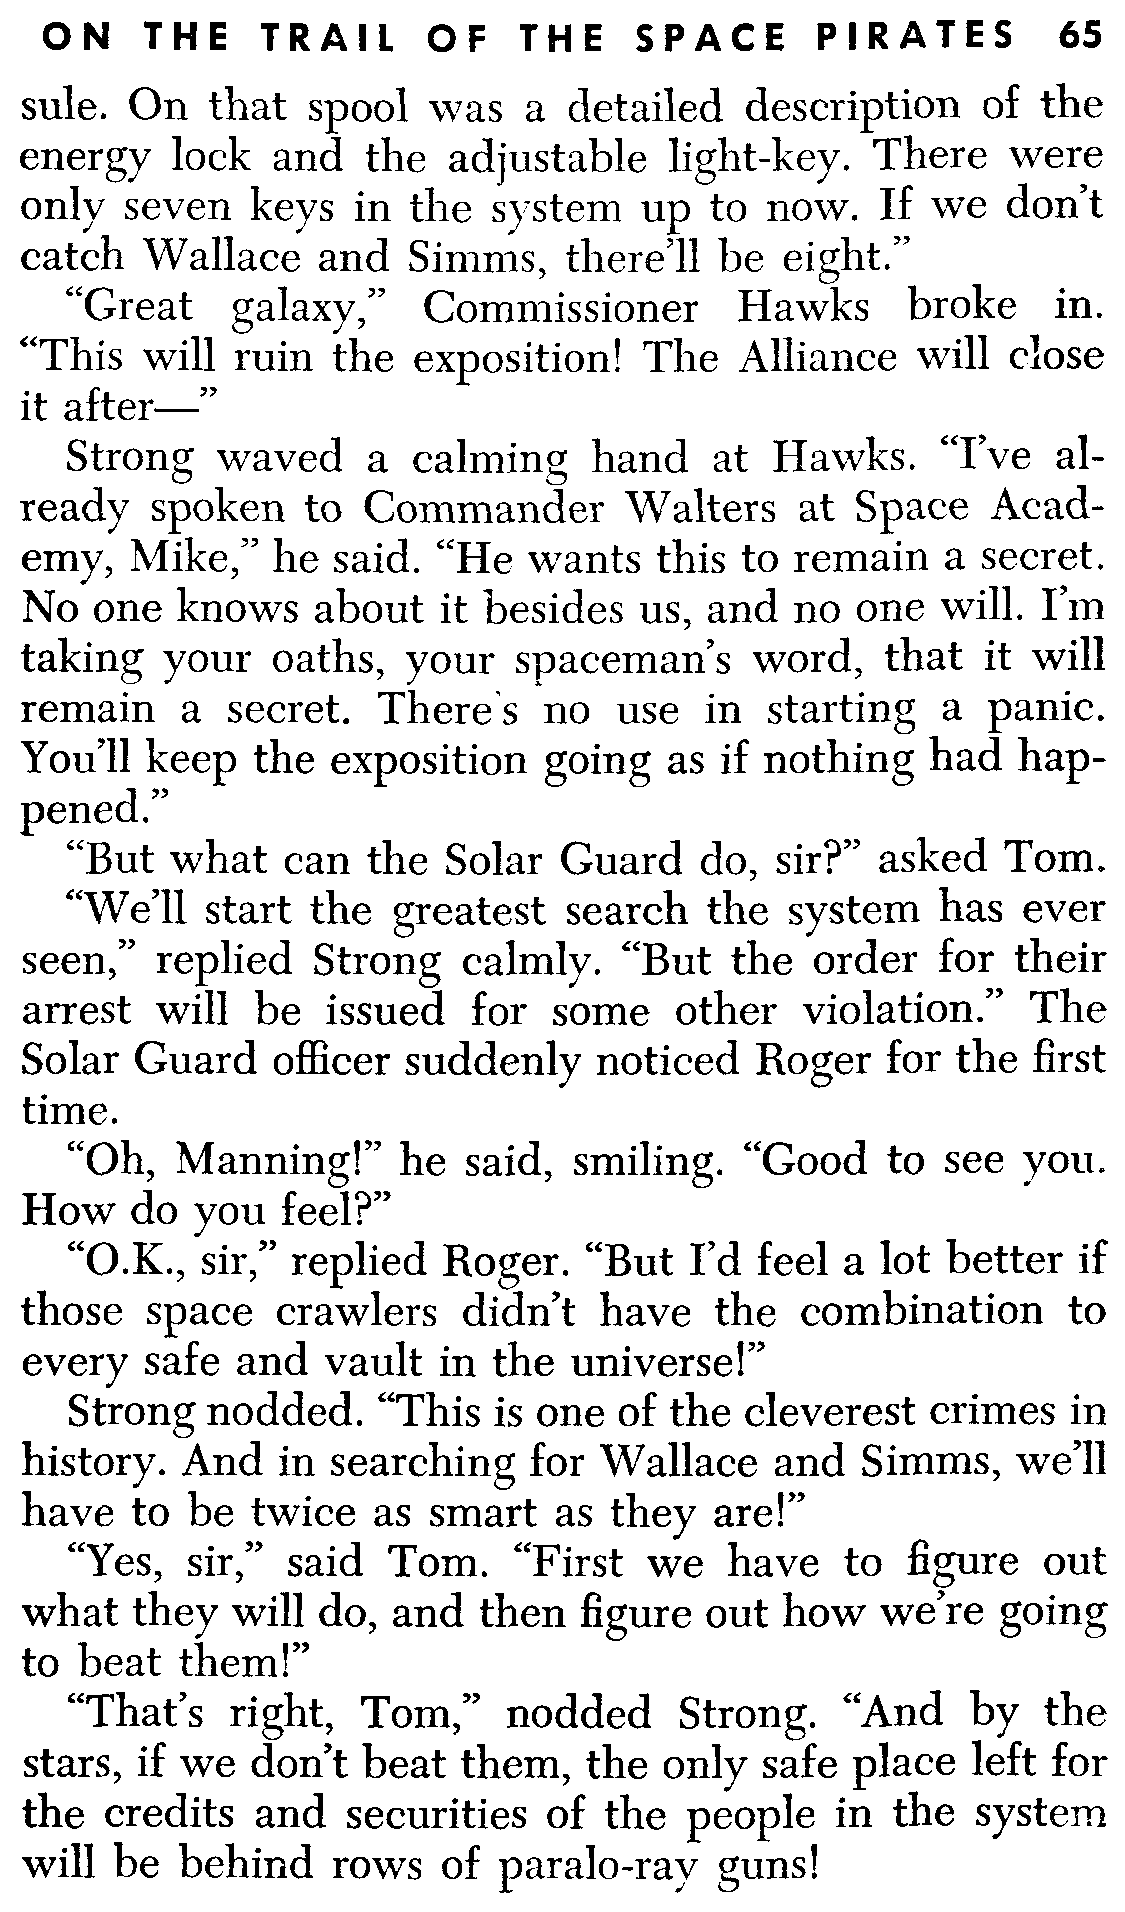 ON THE TRAIL OF THE SPACE PIRATES 65
sule. On that spool was a detailed description of the
energy lock and the adjustable light-key. There were
only seven keys in the system up to now. If we don't
catch Wallace and Simms, there'll be eight.”
“Great galaxy,” Commissioner Hawks broke in.
“This will ruin the exposition! The Alliance will close
it after—”
Strong waved a calming hand at Hawks. “I've al-
ready spoken to Commander Walters at Space Acad-
emy, Mike,” he said. “He wants this to remain a secret.
No one knows about it besides us, and no one will. I'm
taking your oaths, your spaceman's word, that it will
remain a secret. There's no use in starting a panic.
You'll keep the exposition going as if nothing had hap-
pened.”
“But what can the Solar Guard do, sir?” asked Tom.
“We'll start the greatest search the system has ever
seen,” replied Strong calmly. “But the order for their
arrest will be issued for some other violation.” The
Solar Guard officer suddenly noticed Roger for the first
time.
“Oh, Manning!” he said, smiling. “Good to see you.
How do you feel?”
“O.K., sir,” replied Roger. “But I'd feel a lot better if
those space crawlers didn't have the combination to
every safe and vault in the universe!”
Strong nodded. “This is one of the cleverest crimes in
history. And in searching for Wallace and Simms, we'll
have to be twice as smart as they are!”
“Yes, sir,” said Tom. “First we have to figure out
what they will do, and then figure out how we're going
to beat them!”
“That's right, Tom,” nodded Strong. “And by the
stars, if we don't beat them, the only safe place left for
the credits and securities of the people in the system
will be behind rows of paralo-ray guns!